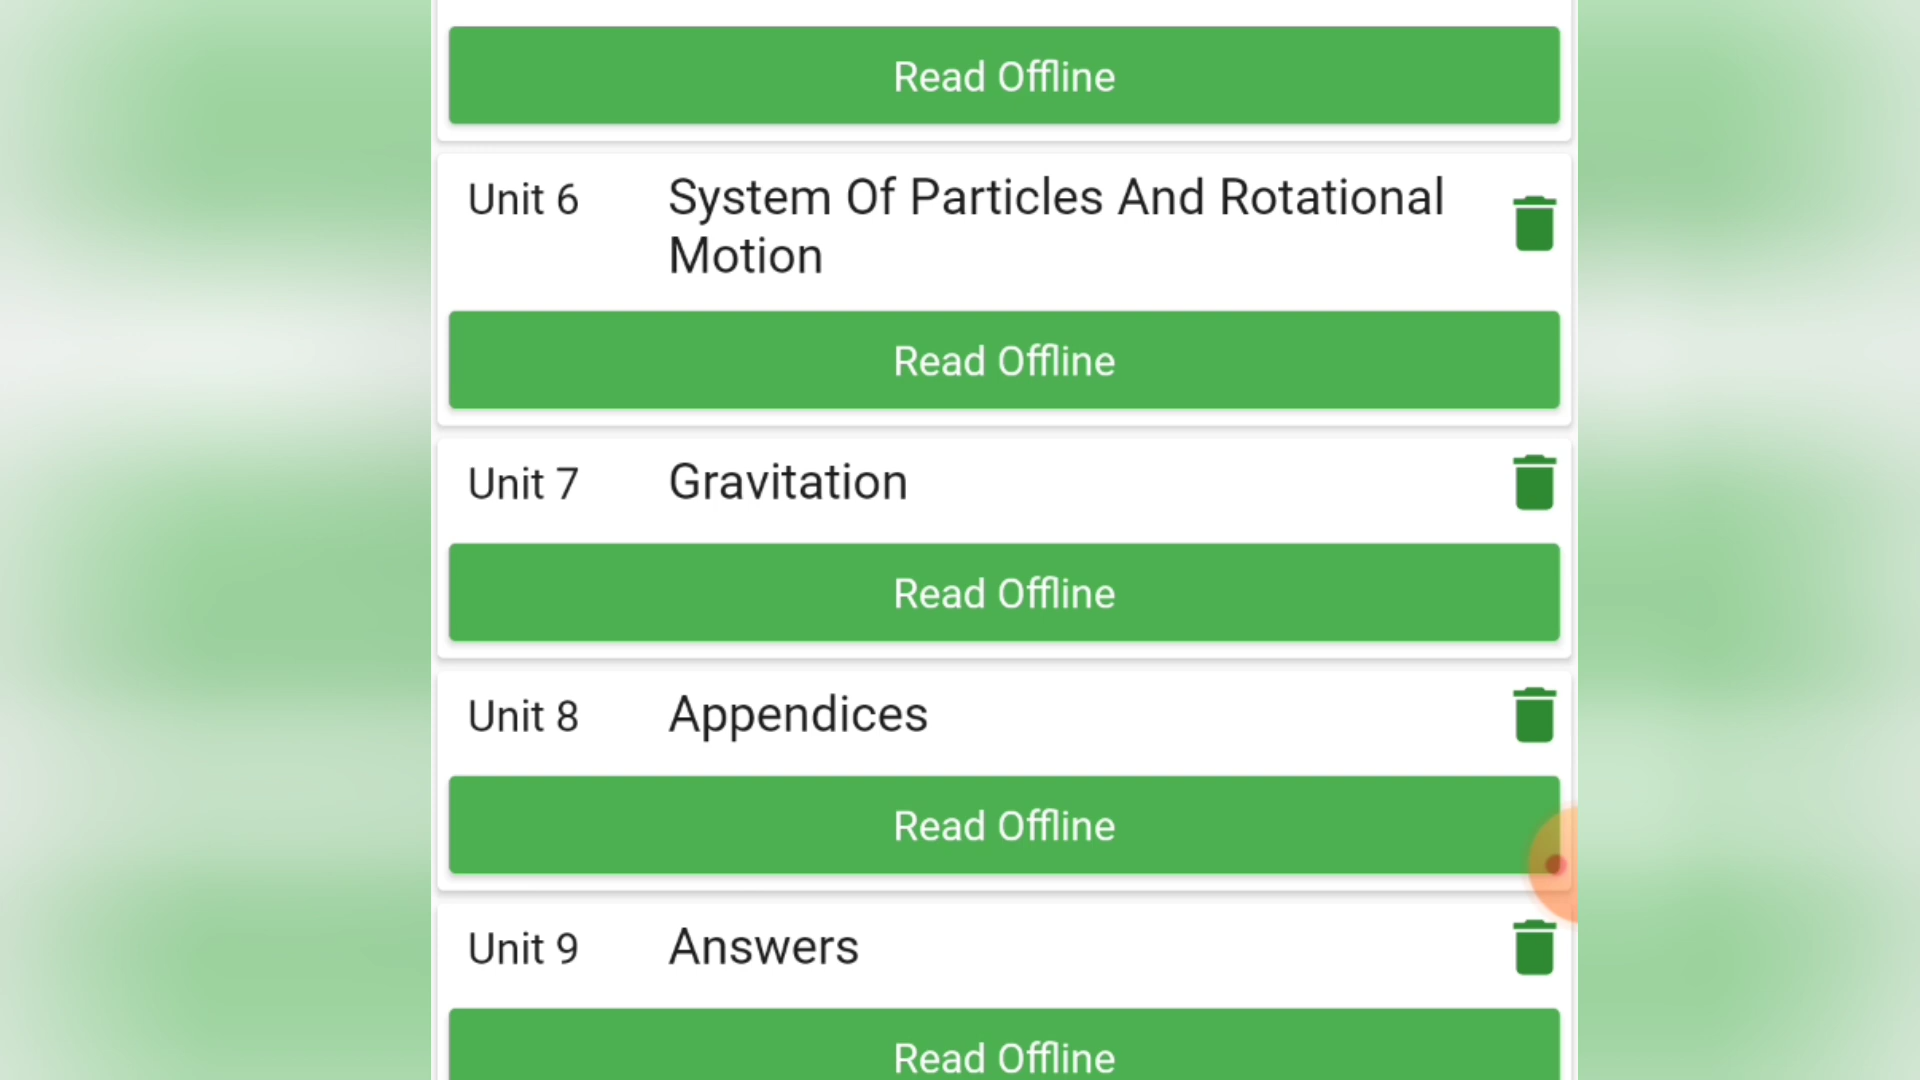 Read Offline
Unit 6 System Of Particles And Rotational
Motion
Read Offline
Unit 7 Gravitation
Read Offline
Unit 8 Appendices
Read Offline
Unit 9 Answers
Read Offline